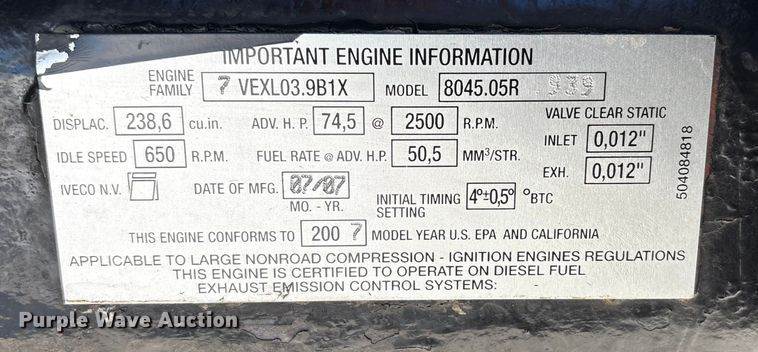 IMPORTANT ENGINE INFORMATION
ENGINE FAMILY 7 VEXL03.9B1X MODEL 8045.05R 939
DISPLAC. 238,6 cu.in. ADV. H. P. 74,5 @ 2500 R.P.M.
VALVE CLEAR STATIC
INLET 0,012"
EXH. 0,012"
IDLE SPEED 650 R.P.M. FUEL RATE @ ADV. H.P. 50,5 MM³/STR.
IVECO N.V. DATE OF MFG. 07/07
MO. - YR.
INITIAL TIMING SETTING 4º±0,5º ºBTC
THIS ENGINE CONFORMS TO 200 7 MODEL YEAR U.S. EPA AND CALIFORNIA
APPLICABLE TO LARGE NONROAD COMPRESSION - IGNITION ENGINES REGULATIONS
THIS ENGINE IS CERTIFIED TO OPERATE ON DIESEL FUEL
EXHAUST EMISSION CONTROL SYSTEMS:
504084818
Purple Wave Auction